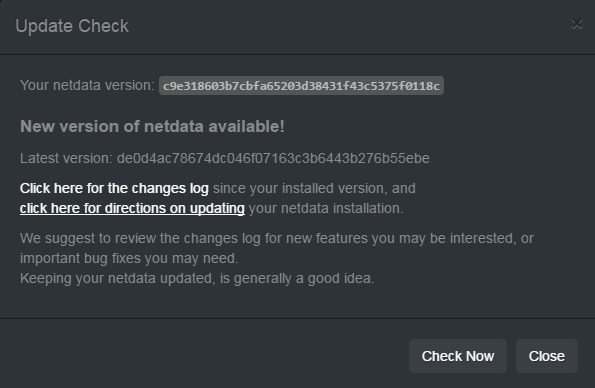 Update Check
×
Your netdata version: c9e318603b7cbfa65203d38431f43c5375f0118c
New version of netdata available!
Latest version: de0d4ac78674dc046f07163c3b6443b276b55ebe
Click here for the changes log since your installed version, and
click here for directions on updating your netdata installation.
We suggest to review the changes log for new features you may be interested, or
important bug fixes you may need.
Keeping your netdata updated, is generally a good idea.
Check Now Close